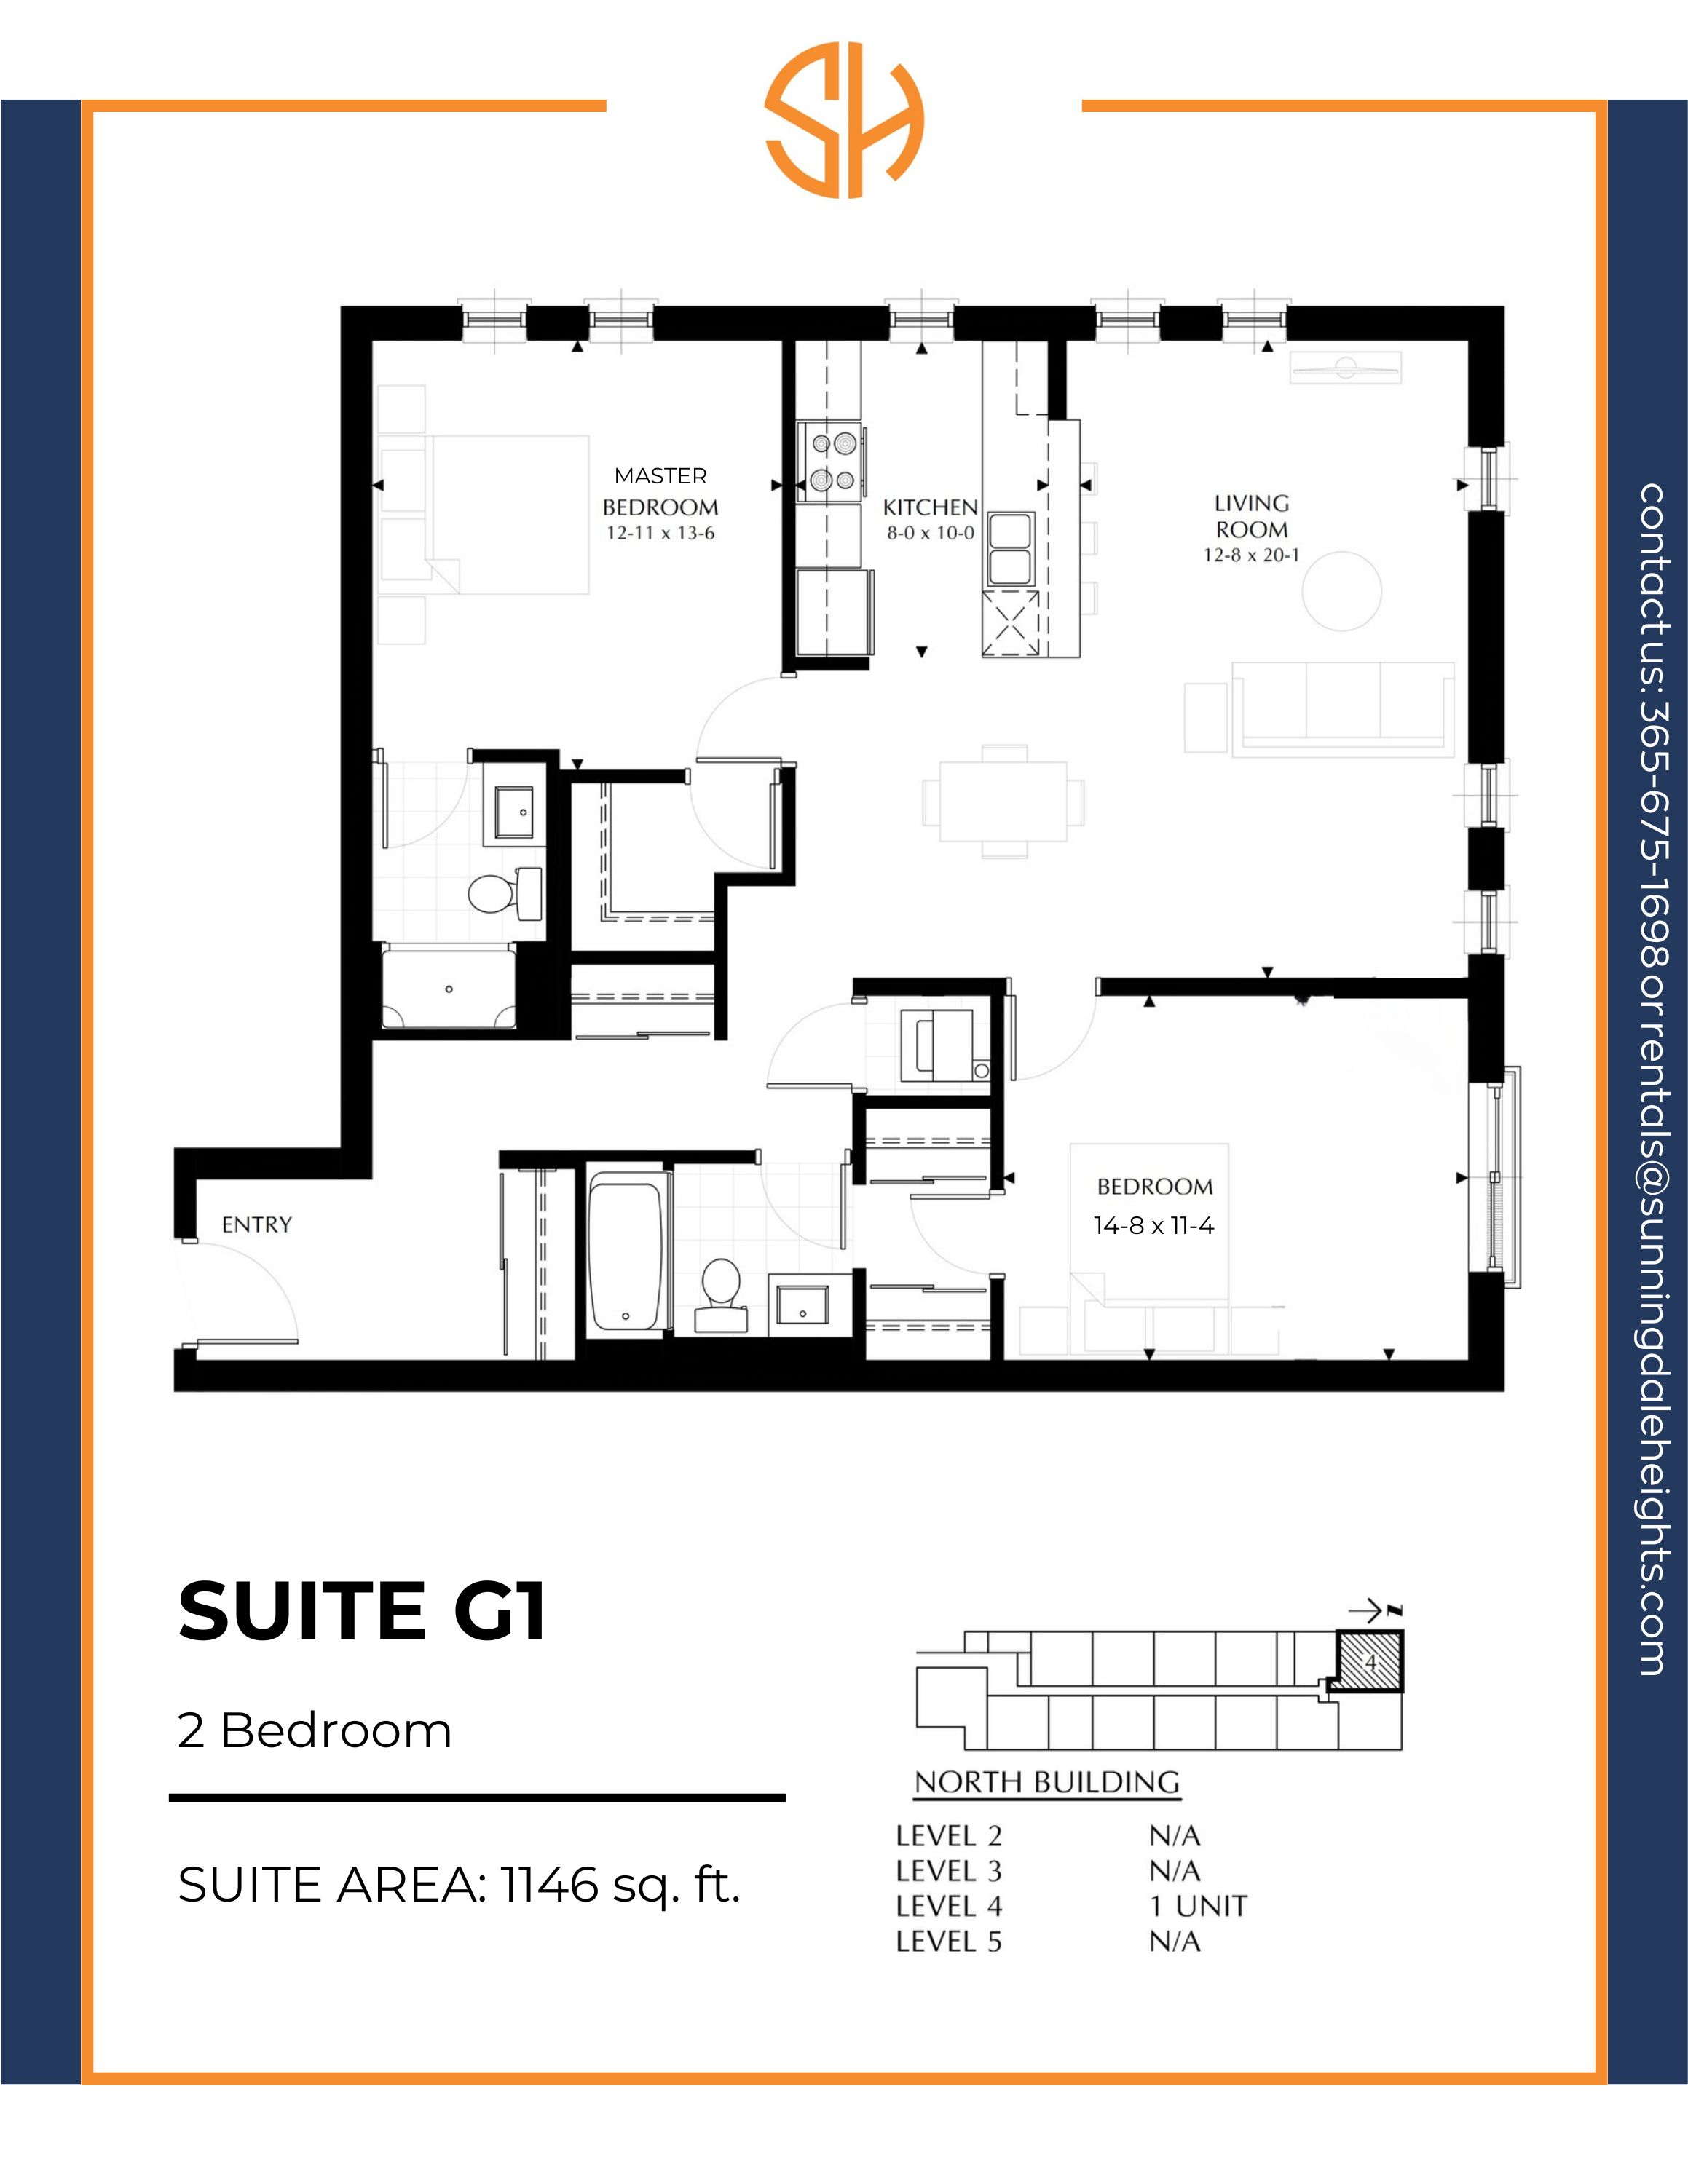 SH
MASTER
BEDROOM
12-11 x 13-6
KITCHEN
8-0 x 10-0
LIVING
ROOM
12-8 x 20-1
ENTRY
BEDROOM
14-8 x 11-4
contact us: 365-675-1698 or rentals@sunningdaleheights.com
SUITE G1
2 Bedroom
SUITE AREA: 1146 sq. ft.
N
4
NORTH BUILDING
LEVEL 2 N/A
LEVEL 3 N/A
LEVEL 4 1 UNIT
LEVEL 5 N/A